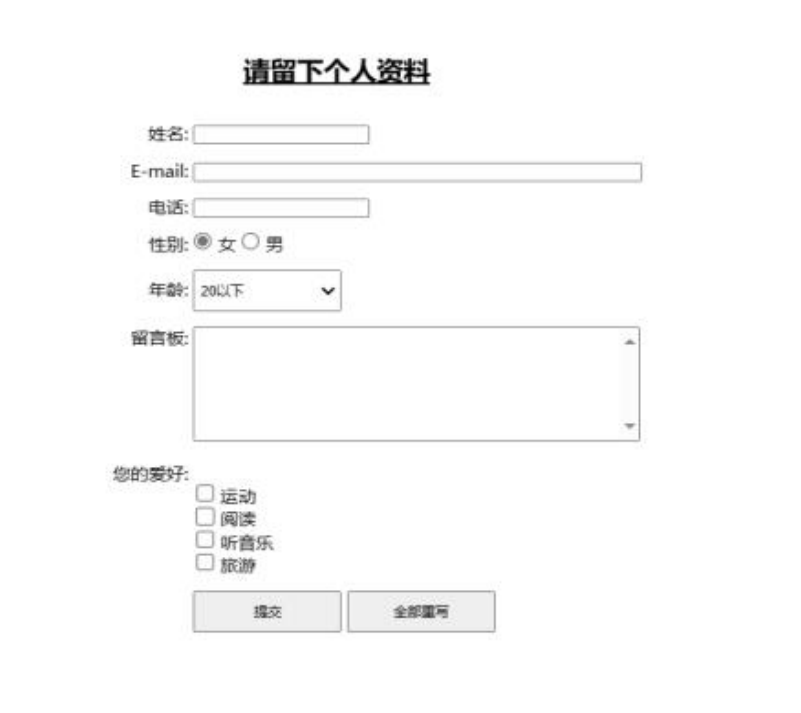 请留下个人资料
姓名:
E-mail:
电话:
性别: 女 男
年龄: 20以下
留言板:
您的爱好:
运动
阅读
听音乐
旅游
提交 全部重写